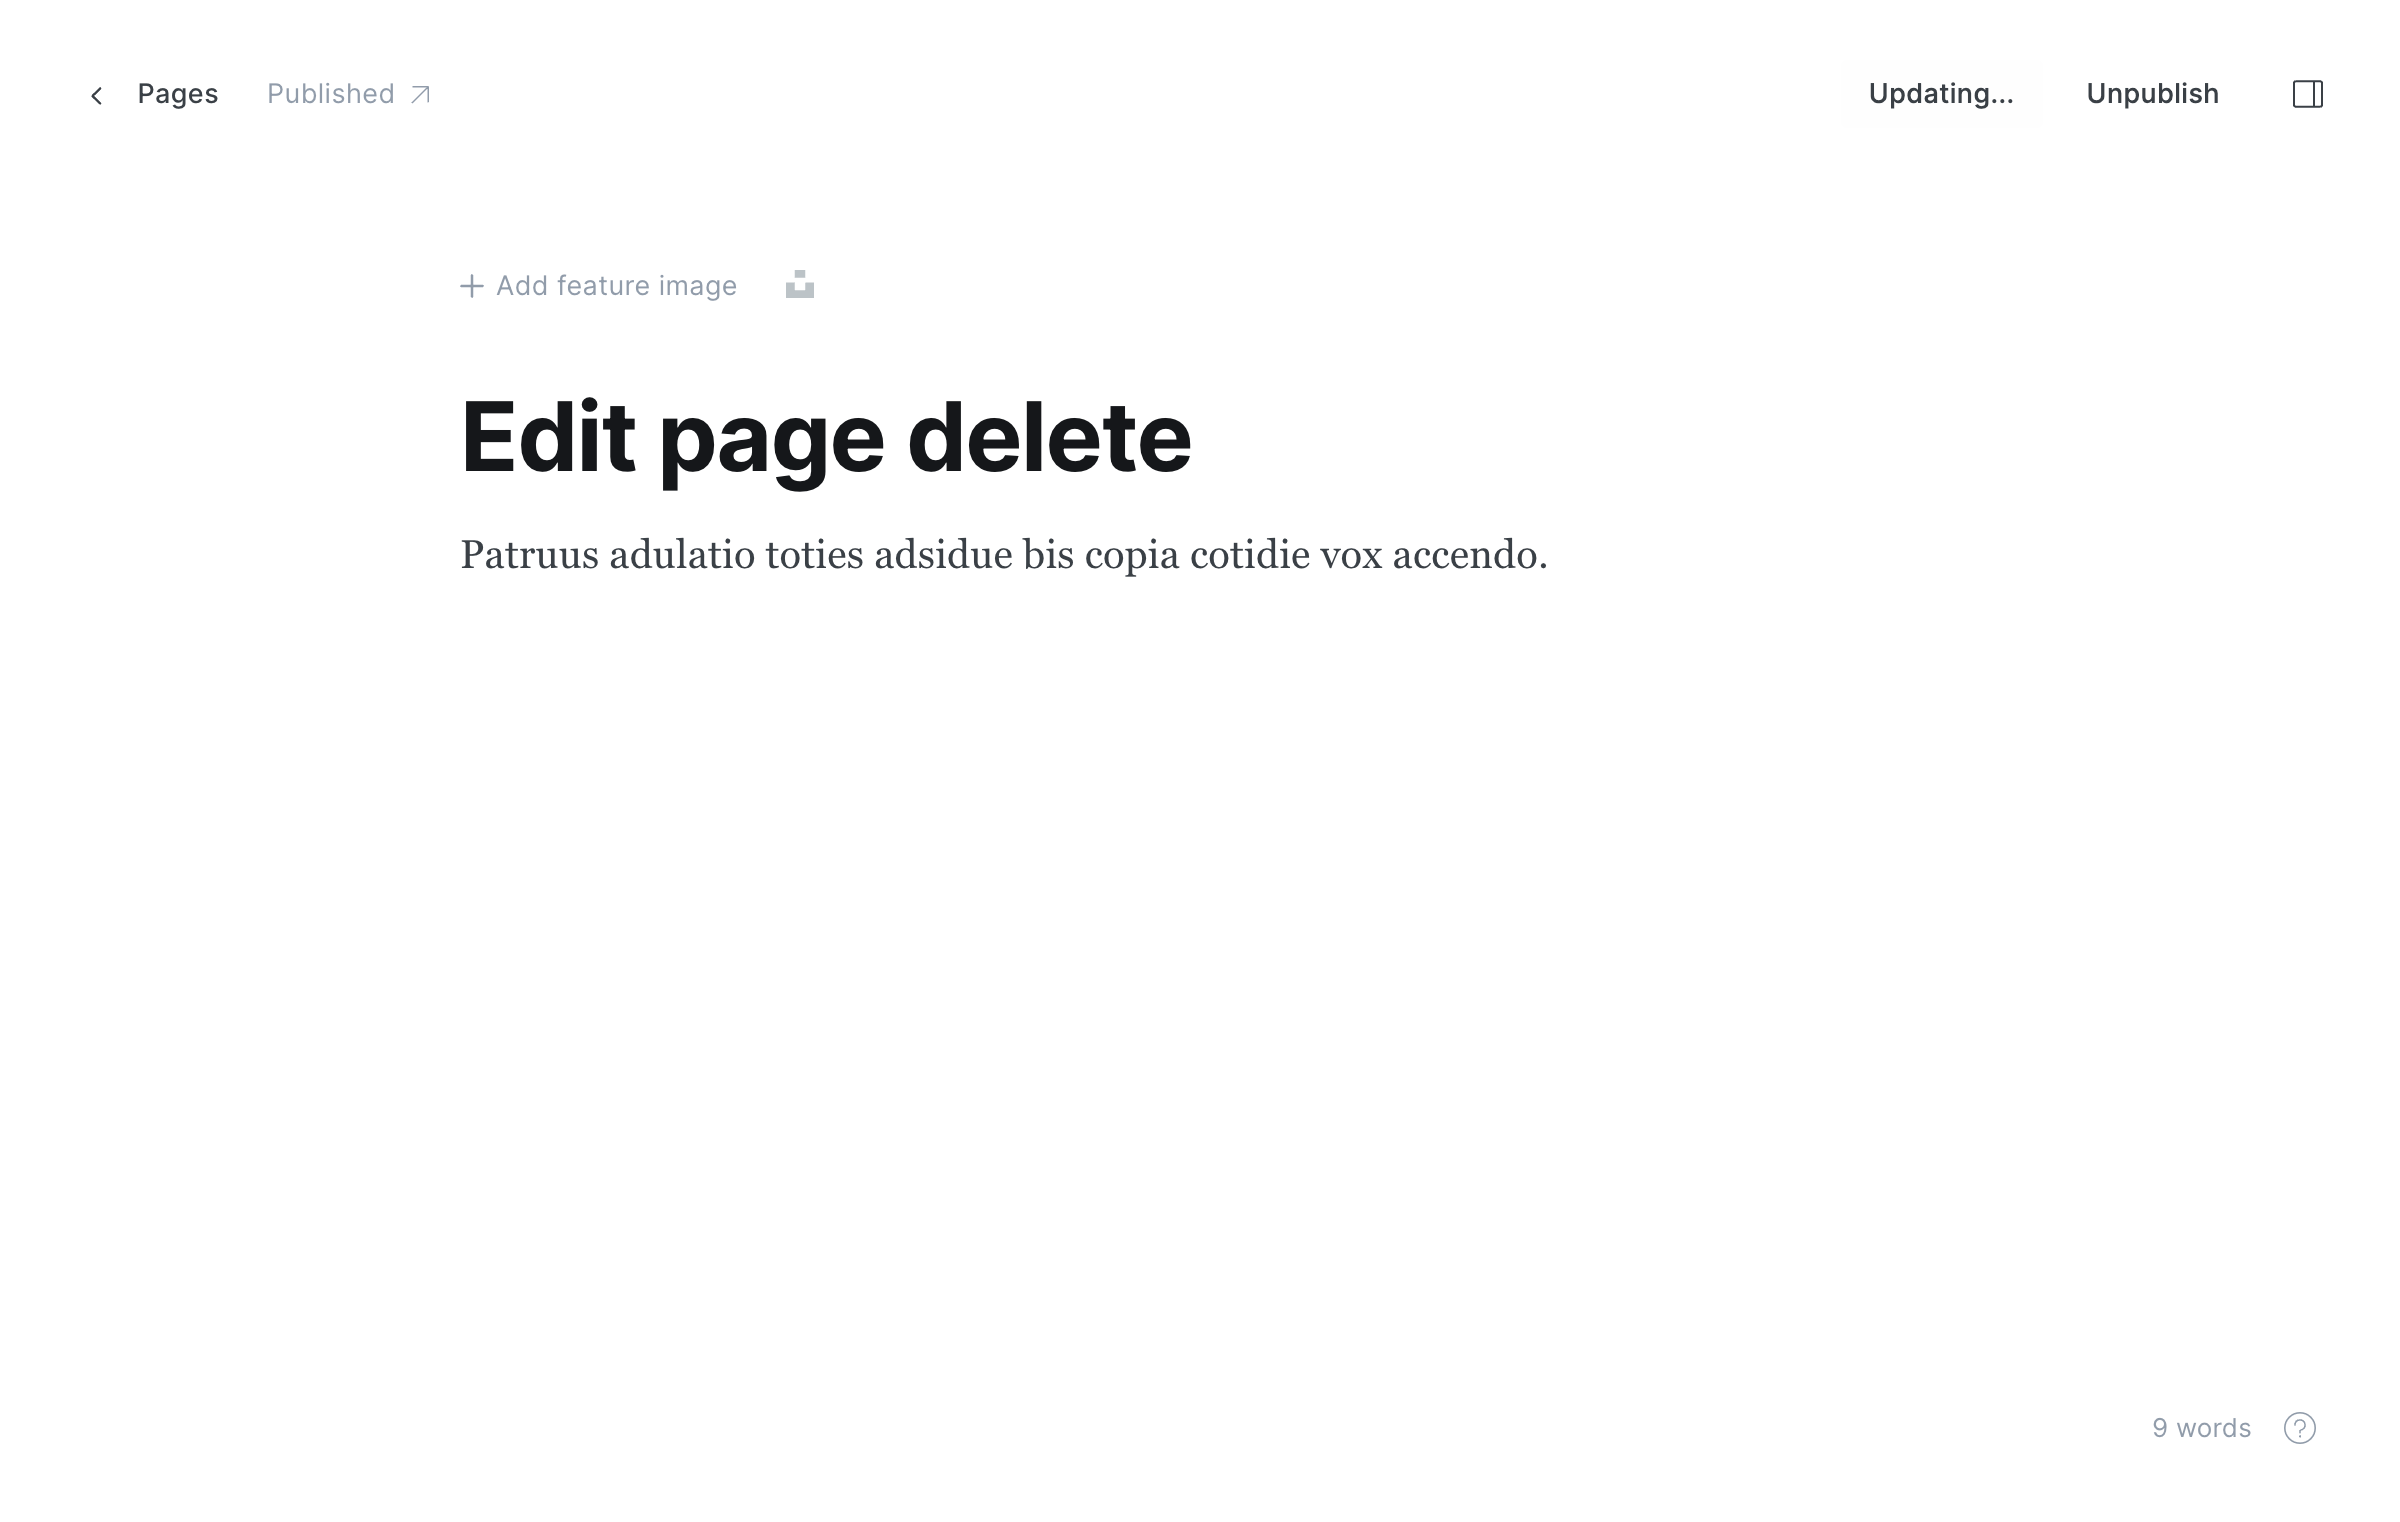 Pages Published Updating... Unpublish
Add feature image
Edit page delete
Patruus adulatio toties adsidue bis copia cotidie vox accendo.
9 words